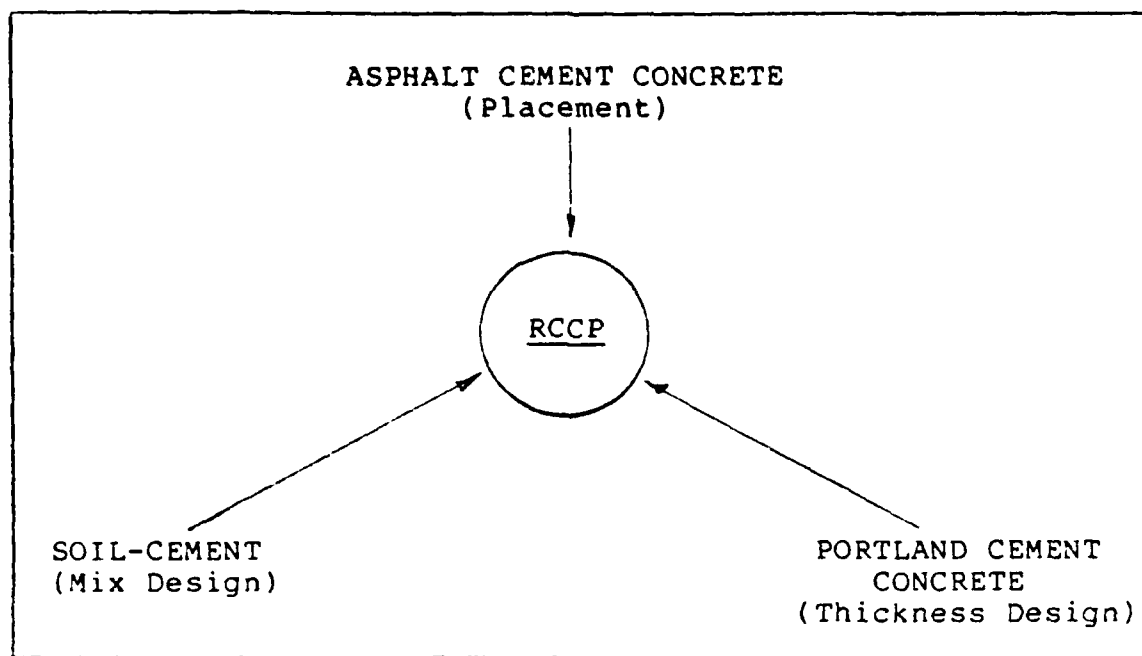 ASPHALT CEMENT CONCRETE
(Placement)
RCCP
SOIL-CEMENT
(Mix Design)
PORTLAND CEMENT
CONCRETE
(Thickness Design)